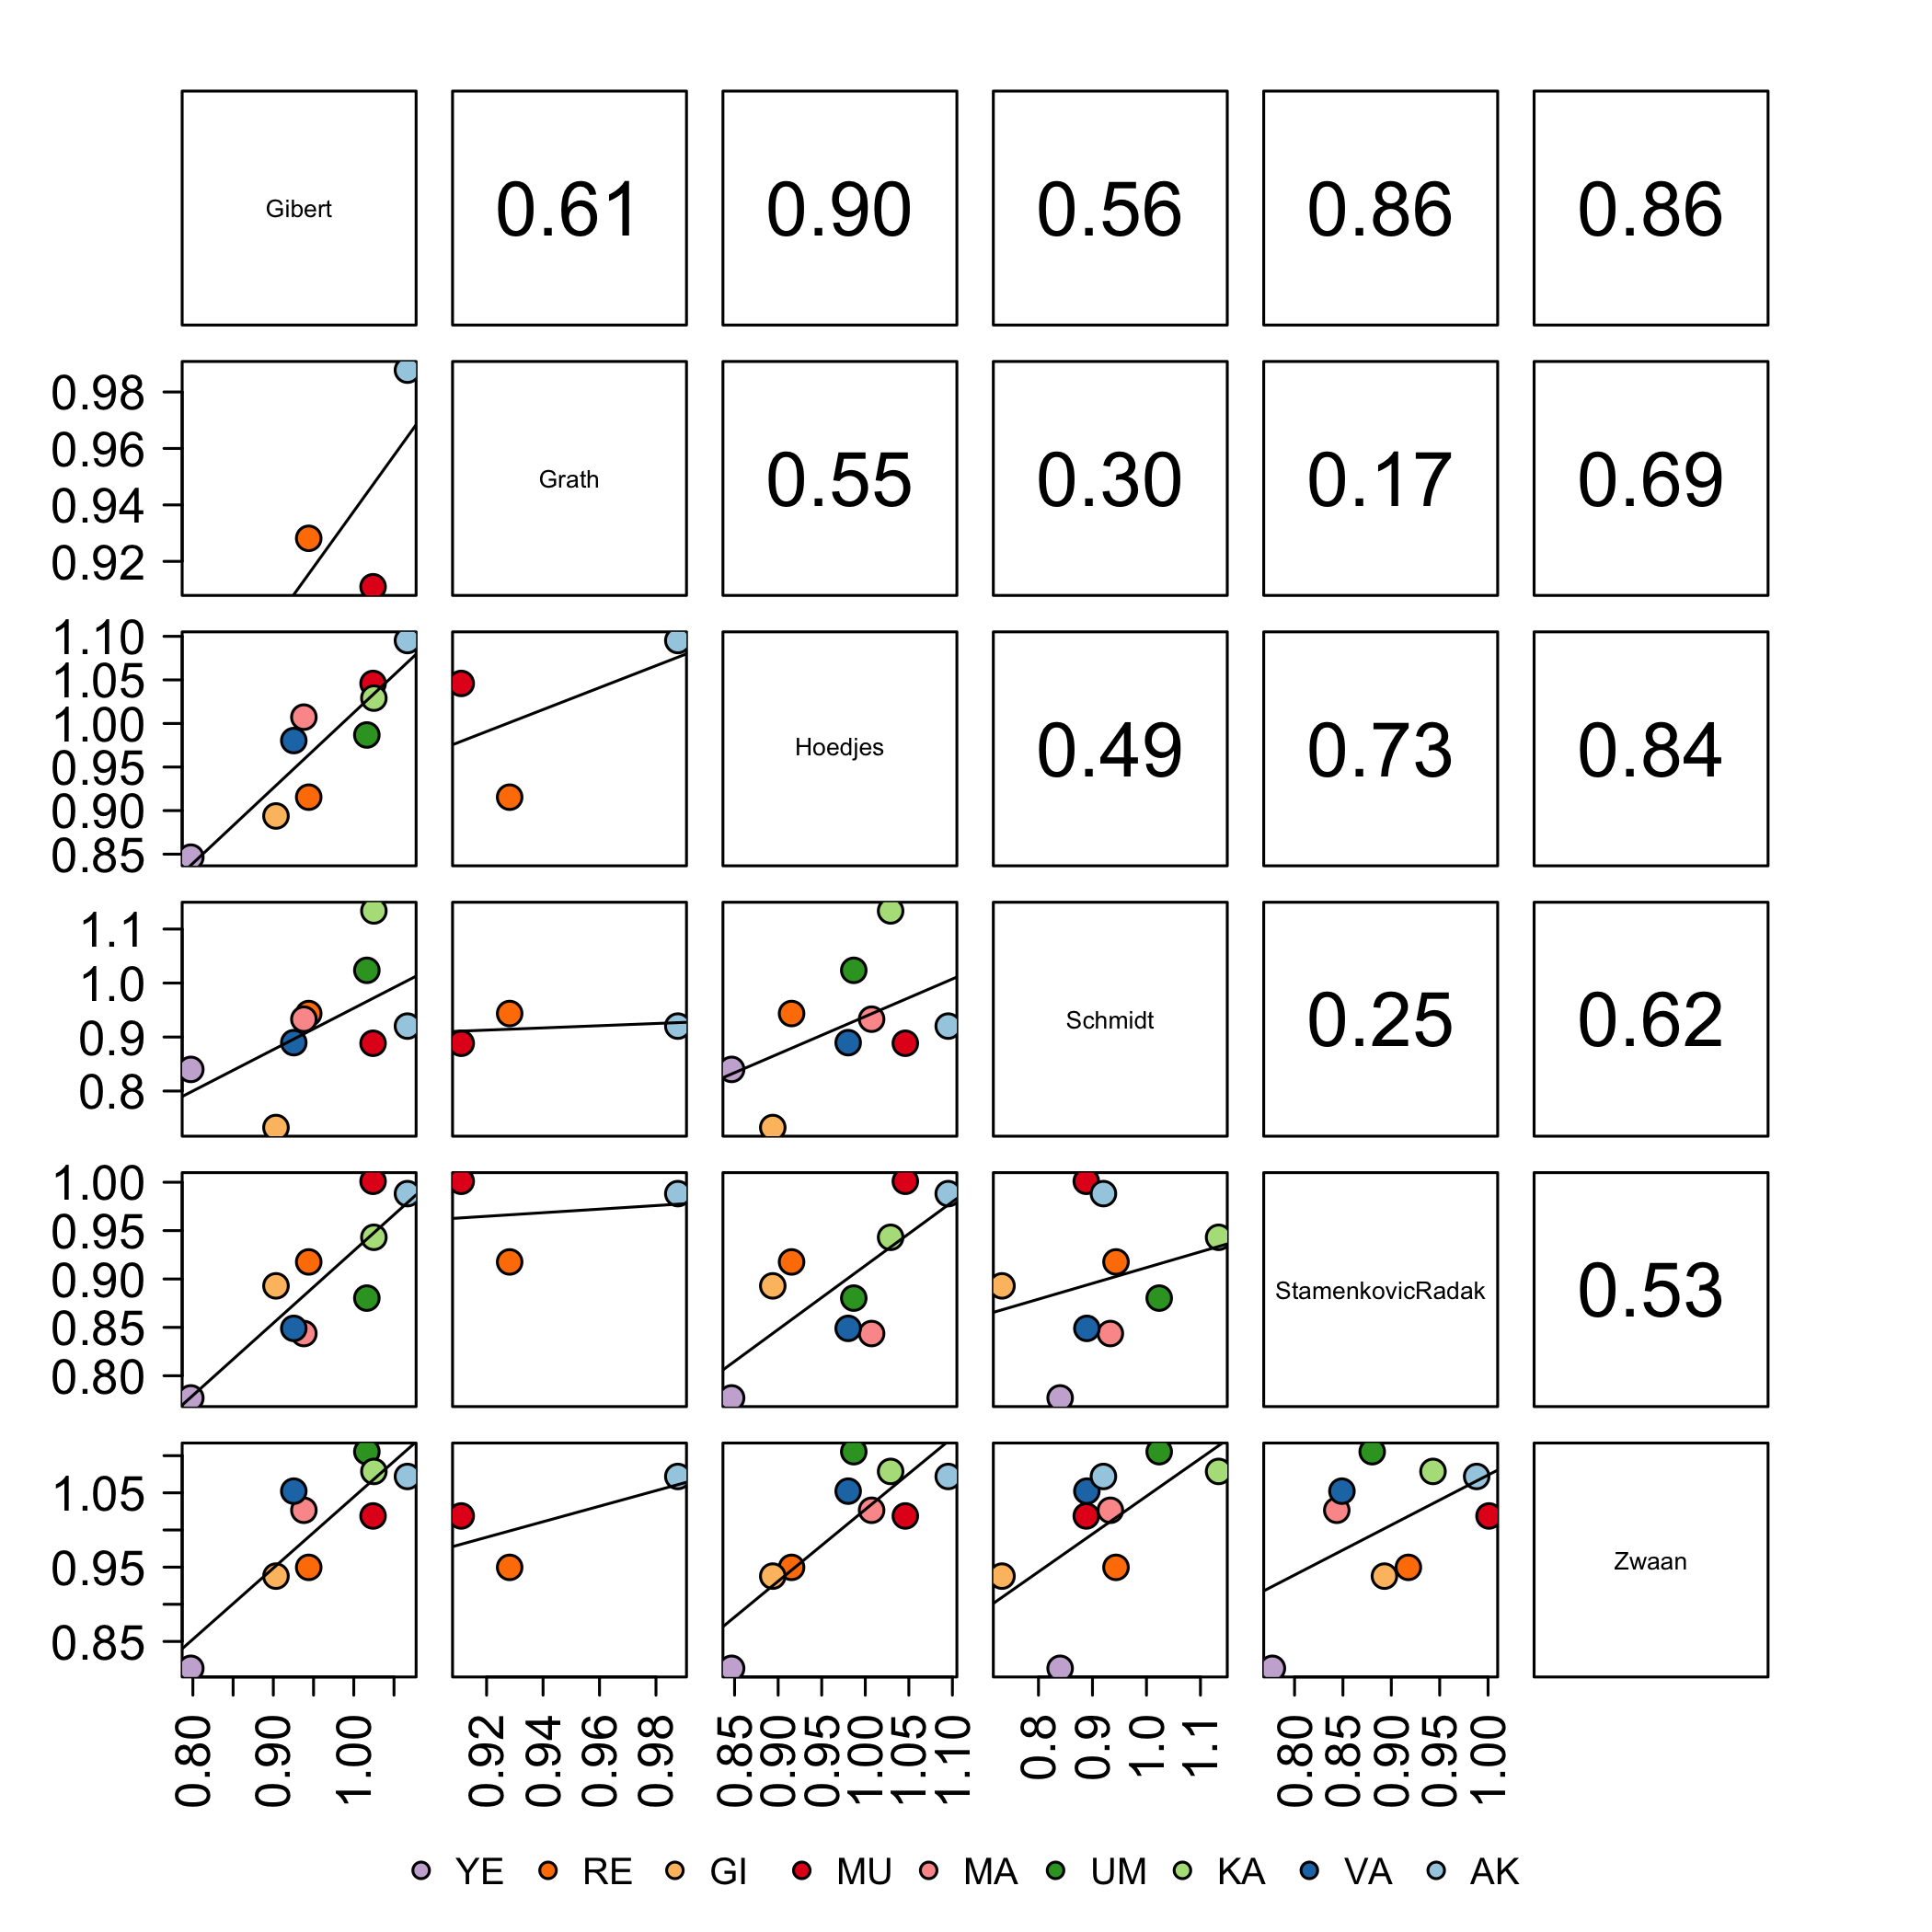 Gibert 0.61 0.90 0.56 0.86 0.86
0.98
0.96
0.94
0.92
Grath 0.55 0.30 0.17 0.69
1.10
1.05
1.00
0.95
0.90
0.85
Hoedjes 0.49 0.73 0.84
1.1
1.0
0.9
0.8
Schmidt 0.25 0.62
1.00
0.95
0.90
0.85
0.80
StamenkovicRadak 0.53
1.05
0.95
0.85
Zwaan
0.80 0.90 1.00 0.92 0.94 0.96 0.98 0.85 0.90 0.95 1.00 1.05 1.10 0.8 0.9 1.0 1.1 0.80 0.85 0.90 0.95 1.00
YE RE GI MU MA UM KA VA AK